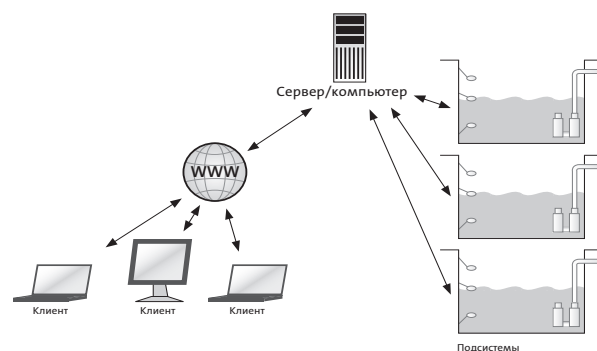 Сервер/компьютер
WWW
Клиент
Клиент
Клиент
Подсистемы